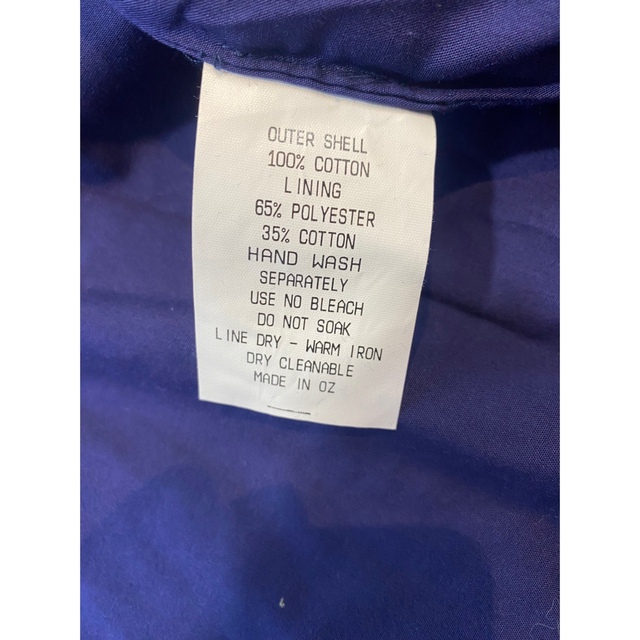 OUTER SHELL
100% COTTON
LINING
65% POLYESTER
35% COTTON
HAND WASH
SEPARATELY
USE NO BLEACH
DO NOT SOAK
LINE DRY - WARM IRON
DRY CLEANABLE
MADE IN OZ